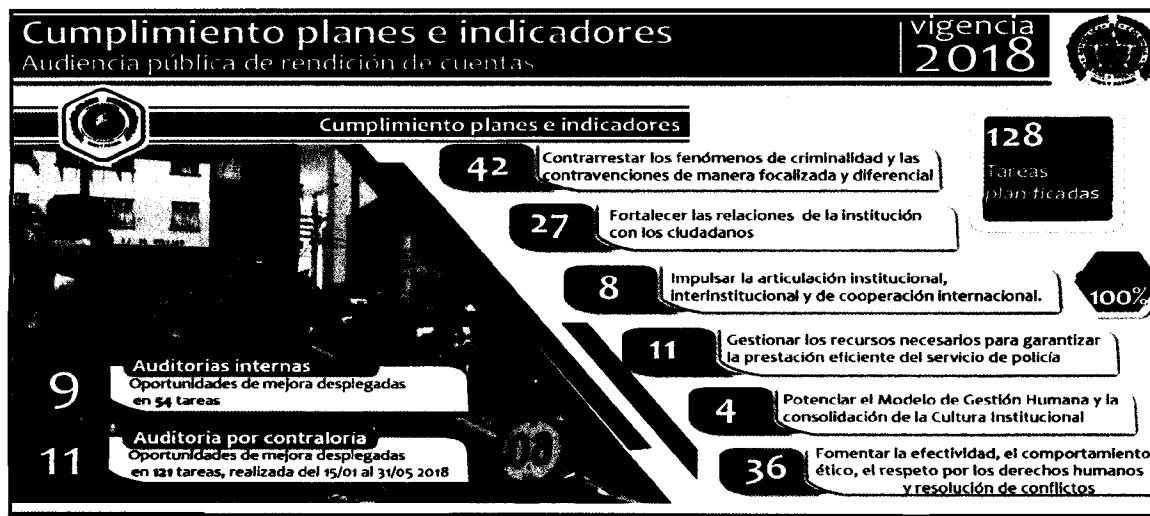 Cumplimiento planes e indicadores
Audiencia pública de rendición de cuentas
vigencia
2018
Cumplimiento planes e indicadores
128
Tareas
planificadas
100%
42
Contrarrestar los fenómenos de criminalidad y las
contravenciones de manera focalizada y diferencial
27
Fortalecer las relaciones de la institución
con los ciudadanos
8
Impulsar la articulación institucional,
interinstitucional y de cooperación internacional.
11
Gestionar los recursos necesarios para garantizar
la prestación eficiente del servicio de policía
4
Potenciar el Modelo de Gestión Humana y la
consolidación de la Cultura Institucional
36
Fomentar la efectividad, el comportamiento
ético, el respeto por los derechos humanos
y resolución de conflictos
9
Auditorias internas
Oportunidades de mejora desplegadas
en 54 tareas
11
Auditoria por contraloría
Oportunidades de mejora desplegadas
en 121 tareas, realizada del 15/01 al 31/05 2018